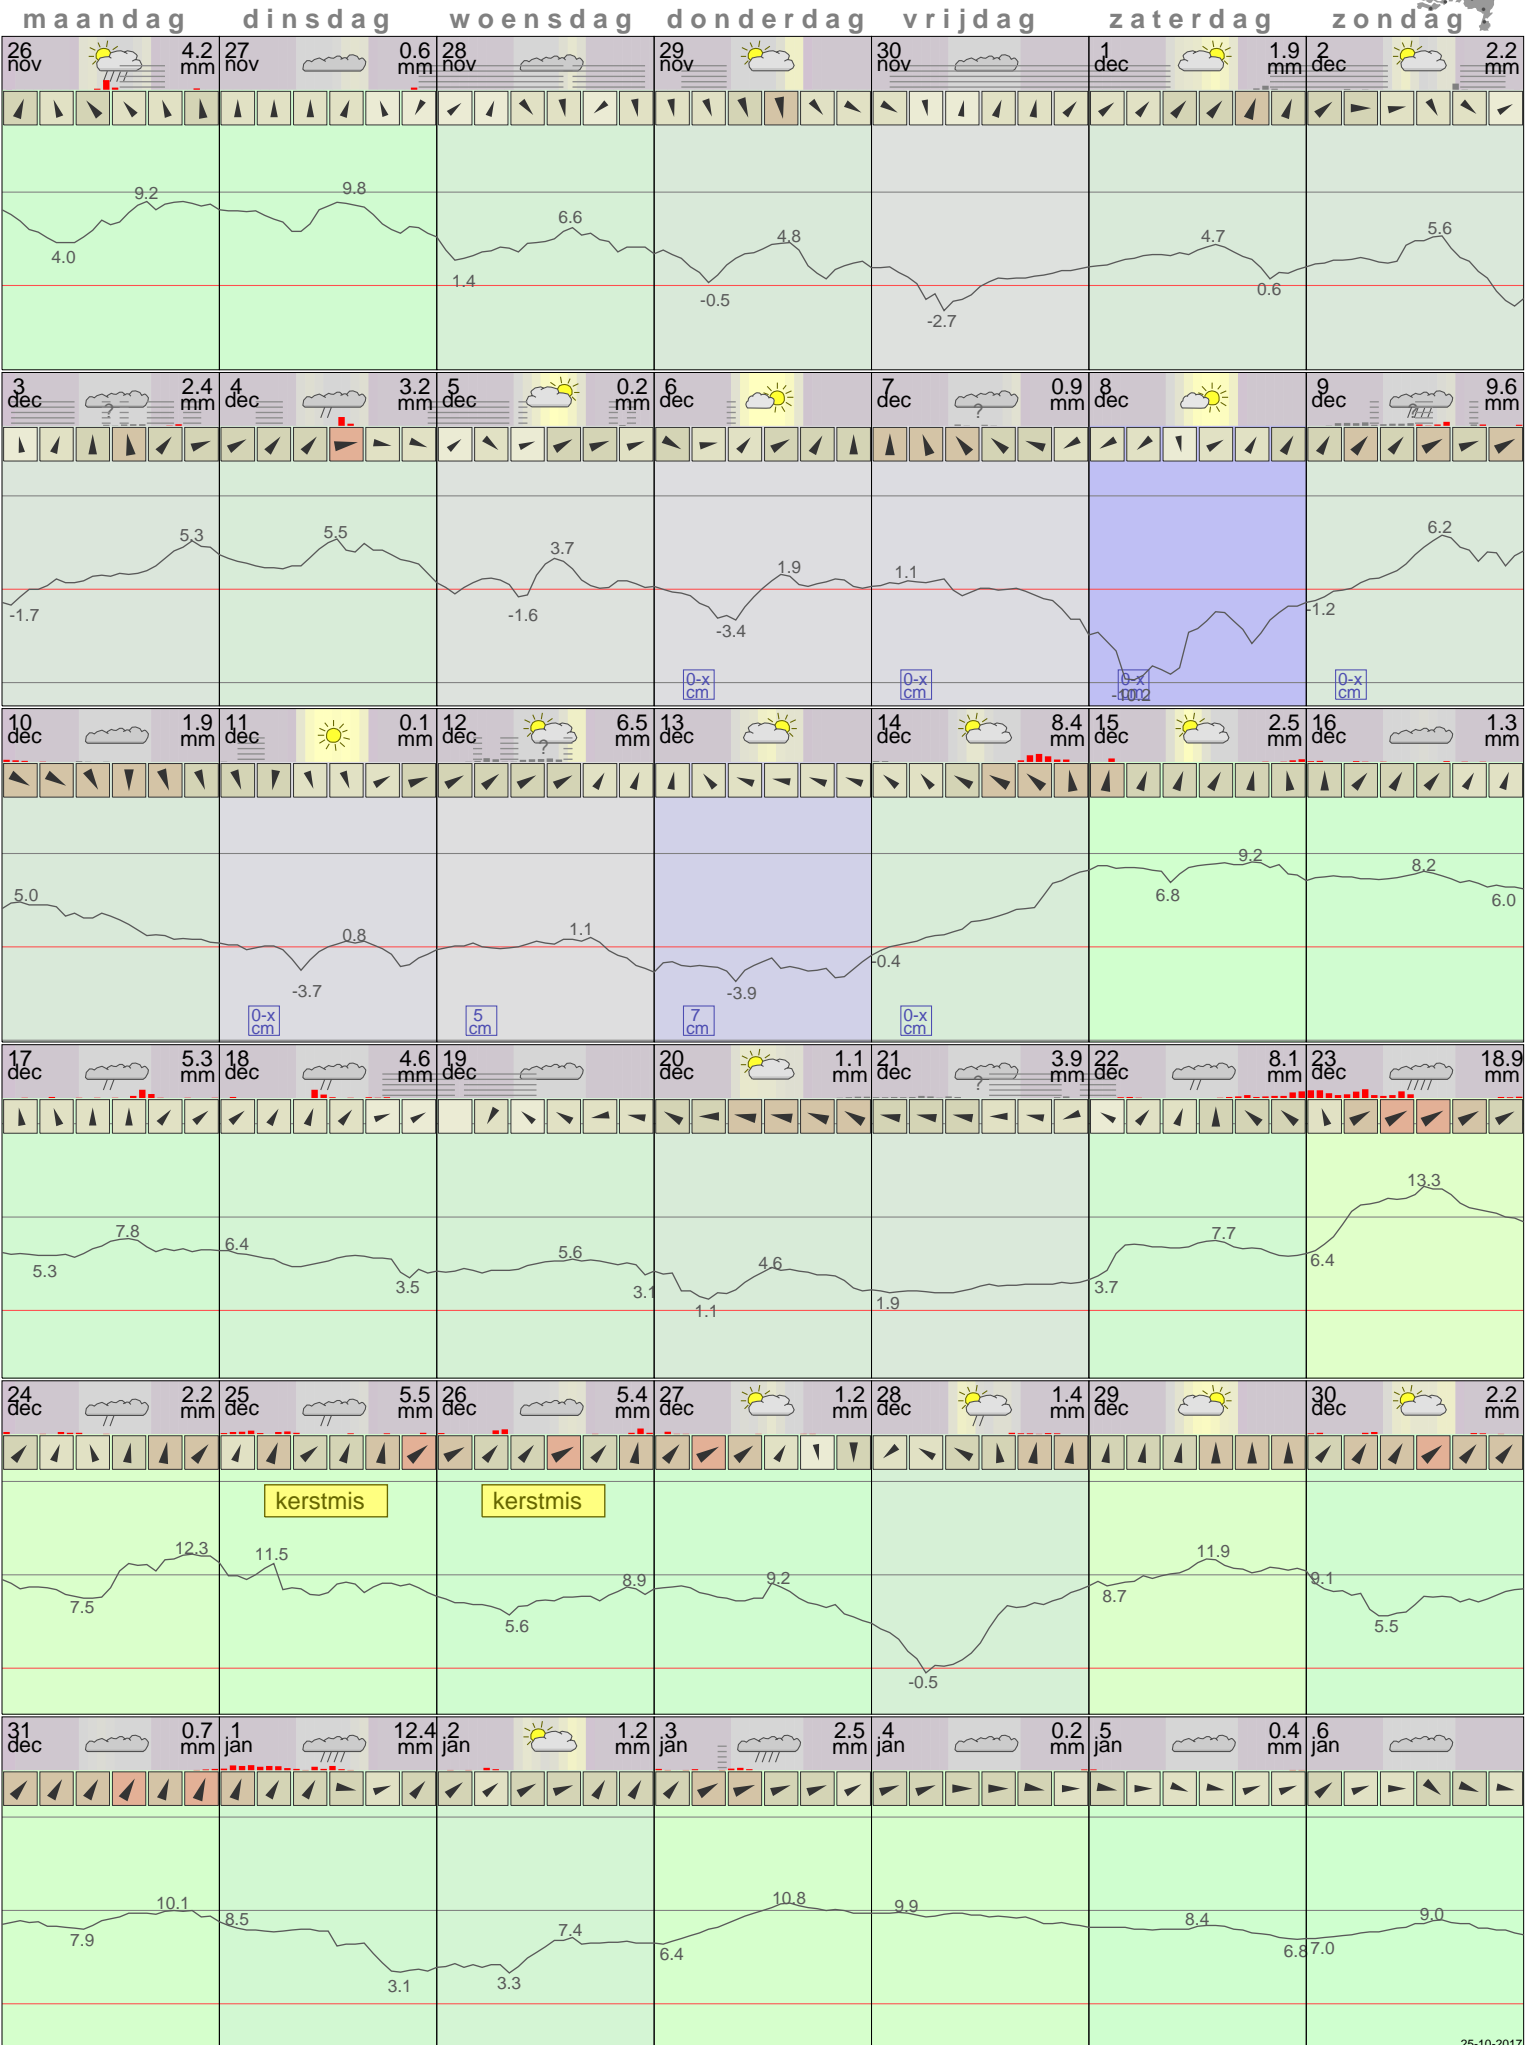 maandag dinsdag woensdag donderdag vrijdag zaterdag zondag
26 nov 4.2 mm 27 nov 0.6 mm 28 nov 29 nov 30 nov 1 dec 1.9 mm 2 dec 2.2 mm
9.2 9.8 6.6 4.8 4.7 5.6
4.0 1.4 -0.5 -2.7 0.6
3 dec 2.4 mm 4 dec 3.2 mm 5 dec 0.2 mm 6 dec 7 dec 0.9 mm 8 dec 9 dec 9.6 mm
? ? ?
5.3 5.5 3.7 1.9 1.1 6.2
-1.7 -1.6 -3.4 -10.2 -1.2
0-x cm 0-x cm 0-x cm 0-x cm
10 dec 1.9 mm 11 dec 0.1 mm 12 dec 6.5 mm 13 dec 14 dec 8.4 mm 15 dec 2.5 mm 16 dec 1.3 mm
?
5.0 0.8 1.1 9.2 8.2
-3.7 -3.9 -0.4 6.8 6.0
0-x cm 5 cm 7 cm 0-x cm
17 dec 5.3 mm 18 dec 4.6 mm 19 dec 20 dec 1.1 mm 21 dec 3.9 mm 22 dec 8.1 mm 23 dec 18.9 mm
?
7.8 6.4 5.6 4.6 7.7 13.3
5.3 3.5 3.1 1.1 1.9 3.7 6.4
24 dec 2.2 mm 25 dec 5.5 mm 26 dec 5.4 mm 27 dec 1.2 mm 28 dec 1.4 mm 29 dec 30 dec 2.2 mm
kerstmis kerstmis
12.3 11.5 8.9 9.2 11.9 9.1
7.5 5.6 -0.5 8.7 5.5
31 dec 0.7 mm 1 jan 12.4 mm 2 jan 1.2 mm 3 jan 2.5 mm 4 jan 0.2 mm 5 jan 0.4 mm 6 jan
10.1 8.5 7.4 10.8 9.9 8.4 9.0
7.9 3.1 3.3 6.4 6.8 7.0
25-10-2017